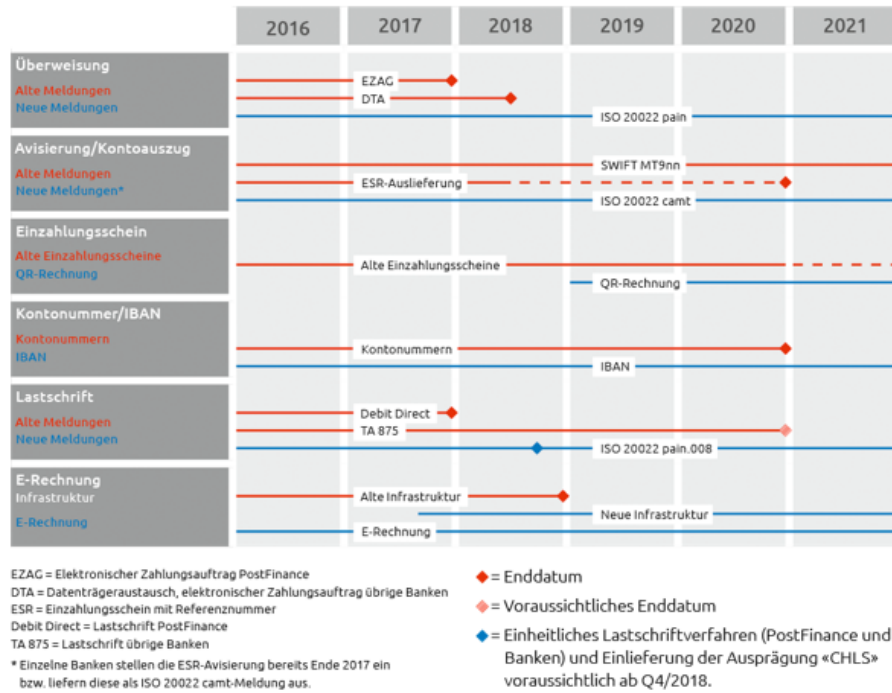 2016 2017 2018 2019 2020 2021
Überweisung
Alte Meldungen
Neue Meldungen
EZAG
DTA
ISO 20022 pain
Avisierung/Kontoauszug
Alte Meldungen
Neue Meldungen*
SWIFT MT9nn
ESR-Auslieferung
ISO 20022 camt
Einzahlungsschein
Alte Einzahlungsscheine
QR-Rechnung
Alte Einzahlungsscheine
QR-Rechnung
Kontonummer/IBAN
Kontonummern
IBAN
Kontonummern
IBAN
Lastschrift
Alte Meldungen
Neue Meldungen
Debit Direct
TA 875
ISO 20022 pain.008
E-Rechnung
Infrastruktur
E-Rechnung
Alte Infrastruktur
Neue Infrastruktur
E-Rechnung
EZAG = Elektronischer Zahlungsauftrag PostFinance
DTA = Datenträgeraustausch, elektronischer Zahlungsauftrag übrige Banken
ESR = Einzahlungsschein mit Referenznummer
Debit Direct = Lastschrift PostFinance
TA 875 = Lastschrift übrige Banken
* Einzelne Banken stellen die ESR-Avisierung bereits Ende 2017 ein
bzw. liefern diese als ISO 20022 camt-Meldung aus.
= Enddatum
= Voraussichtliches Enddatum
= Einheitliches Lastschriftverfahren (PostFinance und
Banken) und Einlieferung der Ausprägung «CHLS»
voraussichtlich ab Q4/2018.